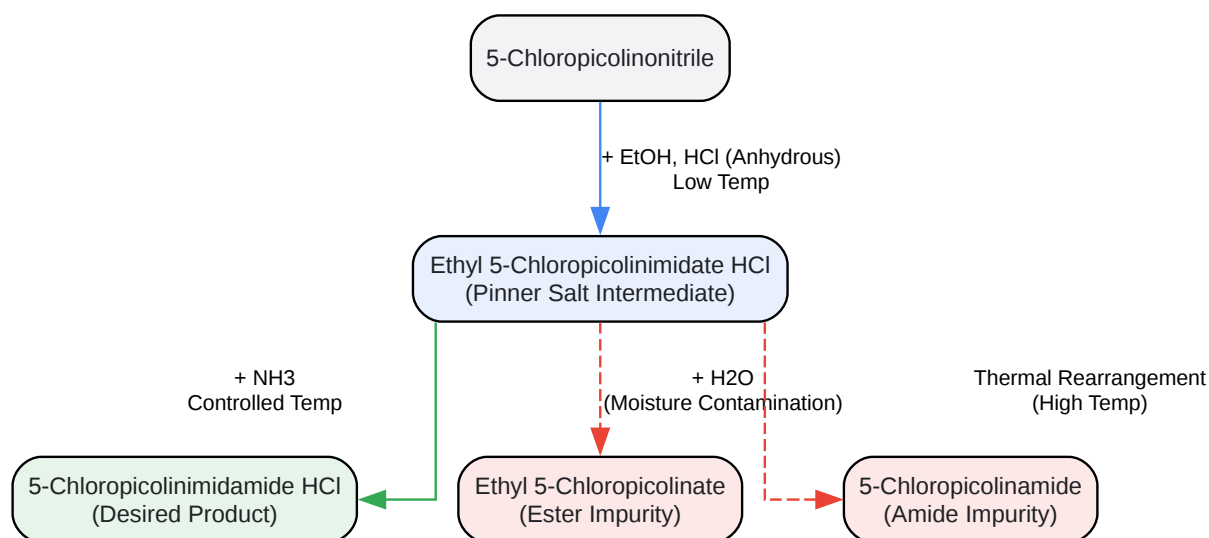 5-Chloropicolinonitrile
+ EtOH, HCl (Anhydrous)
Low Temp
Ethyl 5-Chloropicolinimidate HCl
(Pinner Salt Intermediate)
+ NH3
Controlled Temp
+ H2O
(Moisture Contamination)
Thermal Rearrangement
(High Temp)
5-Chloropicolinimidamide HCl
(Desired Product)
Ethyl 5-Chloropicolinate
(Ester Impurity)
5-Chloropicolinamide
(Amide Impurity)